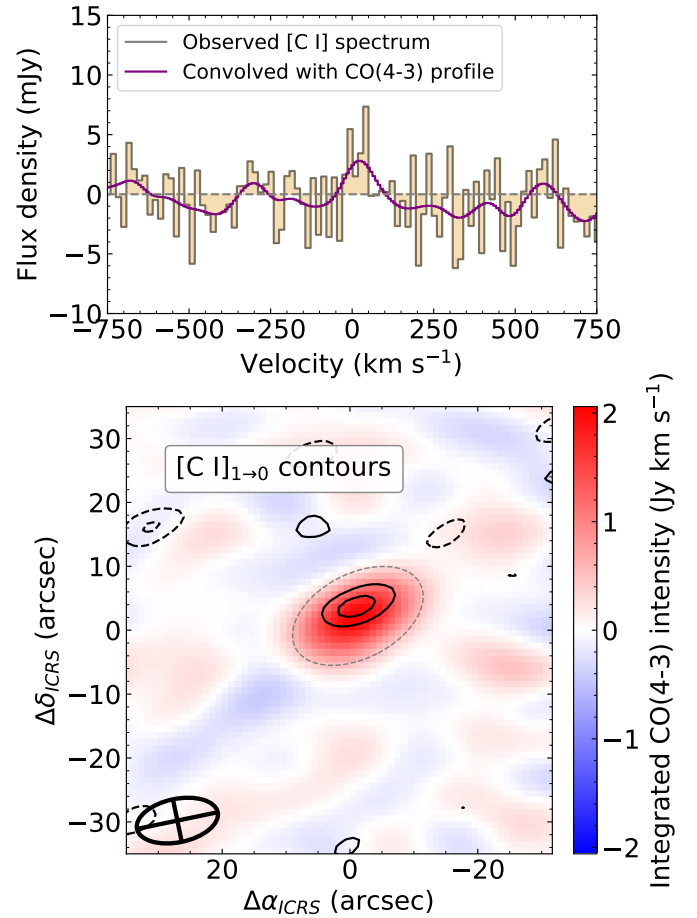 15
10
5
0
−5
−10
Flux density (mJy)
Observed [C I] spectrum
Convolved with CO(4-3) profile
−750 −500 −250 0 250 500 750
Velocity (km s⁻¹)
30
20
10
0
−10
−20
−30
Δδ_ICRS (arcsec)
[C I]₁→₀ contours
20 0 −20
Δα_ICRS (arcsec)
2
1
0
−1
−2
Integrated CO(4-3) intensity (Jy km s⁻¹)